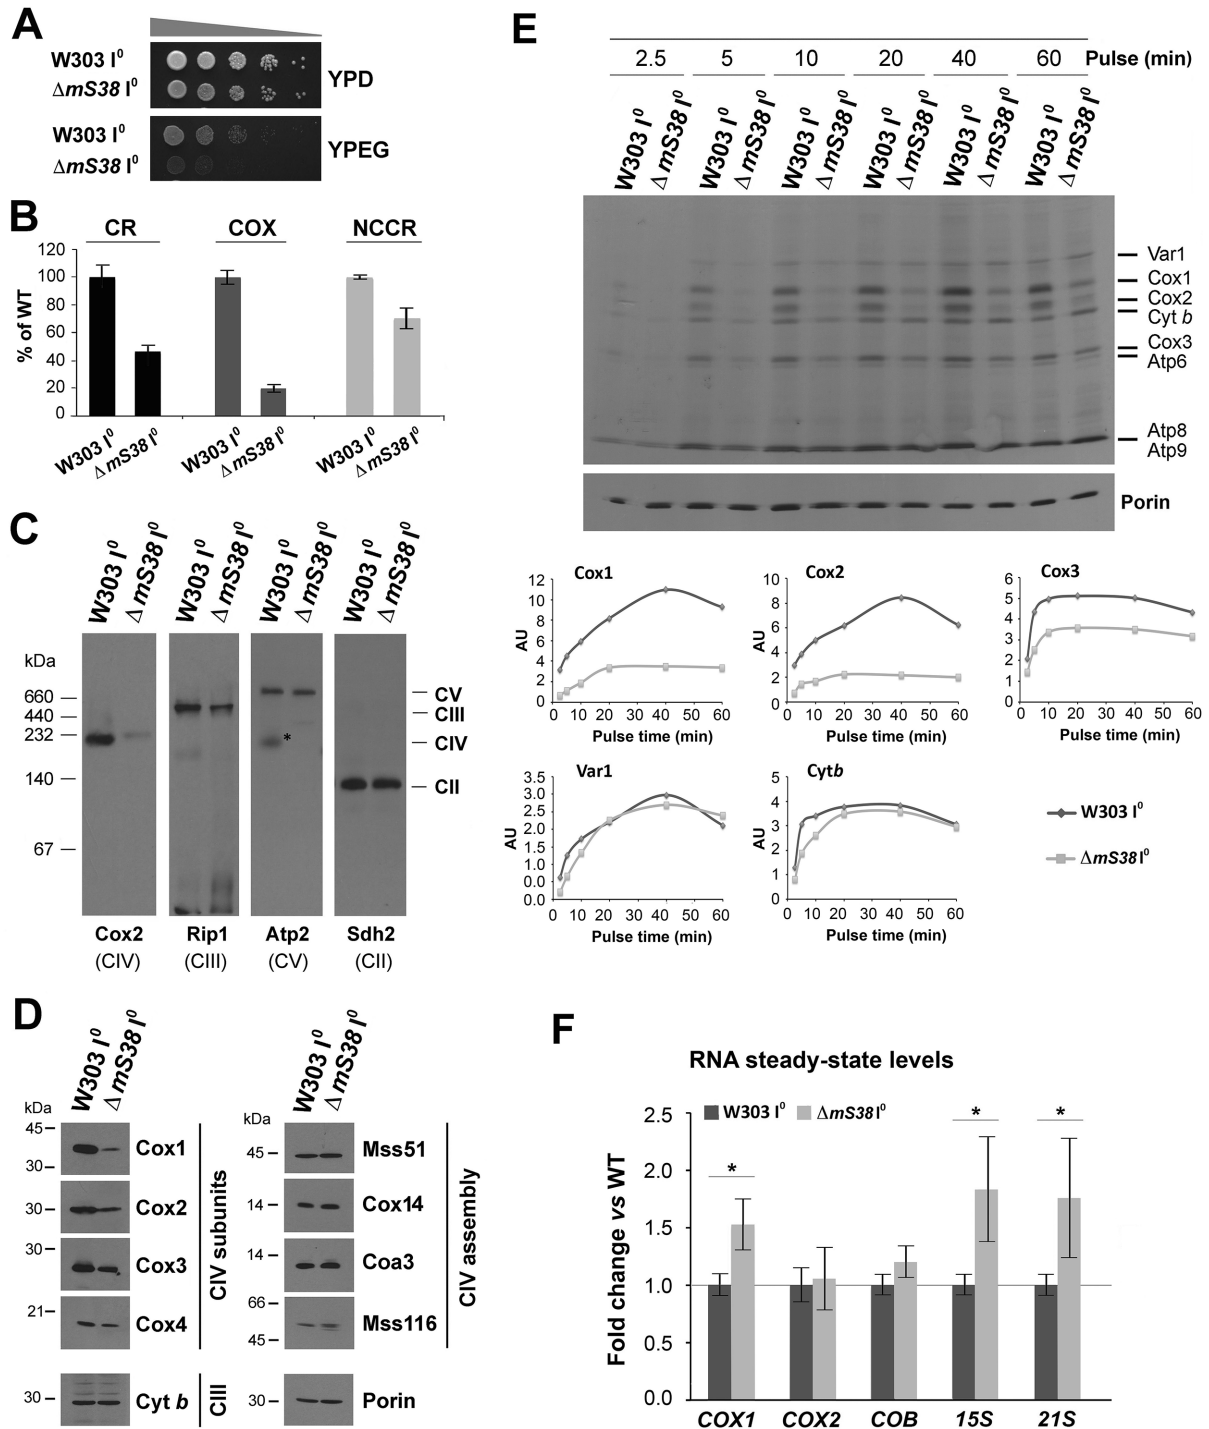 A
W303 I⁰
ΔmS38 I⁰
YPD
W303 I⁰
ΔmS38 I⁰
YPEG
B
CR
COX
NCCR
% of WT
120
100
80
60
40
20
0
W303 I⁰
ΔmS38 I⁰
W303 I⁰
ΔmS38 I⁰
W303 I⁰
ΔmS38 I⁰
C
W303 I⁰
ΔmS38 I⁰
W303 I⁰
ΔmS38 I⁰
W303 I⁰
ΔmS38 I⁰
W303 I⁰
ΔmS38 I⁰
kDa
660
440
232
140
67
*
CV
CIII
CIV
CII
Cox2
(CIV)
Rip1
(CIII)
Atp2
(CV)
Sdh2
(CII)
D
W303 I⁰
ΔmS38 I⁰
kDa
45
30
Cox1
30
Cox2
30
Cox3
21
Cox4
CIV subunits
30
Cyt b
CIII
W303 I⁰
ΔmS38 I⁰
kDa
45
Mss51
14
Cox14
14
Coa3
66
45
Mss116
CIV assembly
30
Porin
E
2.5 5 10 20 40 60 Pulse (min)
W303 I⁰
ΔmS38 I⁰
W303 I⁰
ΔmS38 I⁰
W303 I⁰
ΔmS38 I⁰
W303 I⁰
ΔmS38 I⁰
W303 I⁰
ΔmS38 I⁰
W303 I⁰
ΔmS38 I⁰
Var1
Cox1
Cox2
Cyt b
Cox3
Atp6
Atp8
Atp9
Porin
Cox1
AU
12
10
8
6
4
2
0
0 10 20 30 40 50 60
Pulse time (min)
Cox2
AU
10
8
6
4
2
0
0 10 20 30 40 50 60
Pulse time (min)
Cox3
AU
6
5
4
3
2
1
0
0 10 20 30 40 50 60
Pulse time (min)
Var1
AU
3.5
3.0
2.5
2.0
1.5
1.0
0.5
0.0
0 10 20 30 40 50 60
Pulse time (min)
Cytb
AU
5
4
3
2
1
0
0 10 20 30 40 50 60
Pulse time (min)
W303 I⁰
ΔmS38 I⁰
F
RNA steady-state levels
W303 I⁰ ΔmS38 I⁰
Fold change vs WT
2.5
2.0
1.5
1.0
0.5
0.0
*
*
*
COX1 COX2 COB 15S 21S